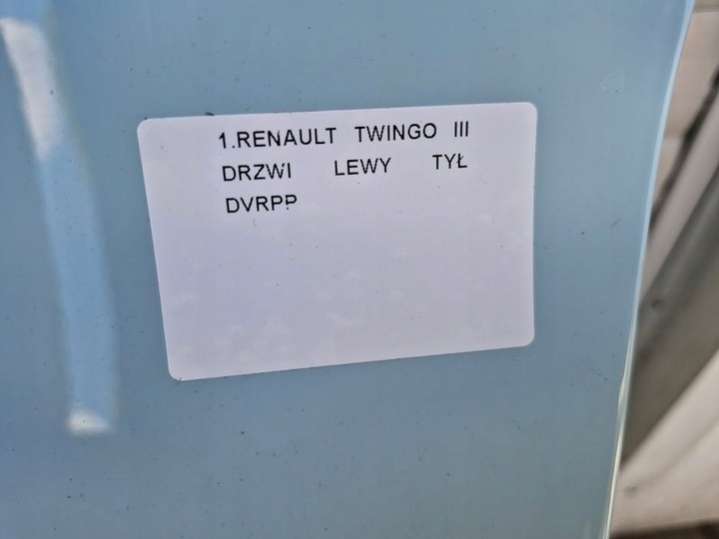 1.RENAULT TWINGO III
DRZWI LEWY TYŁ
DVRPP